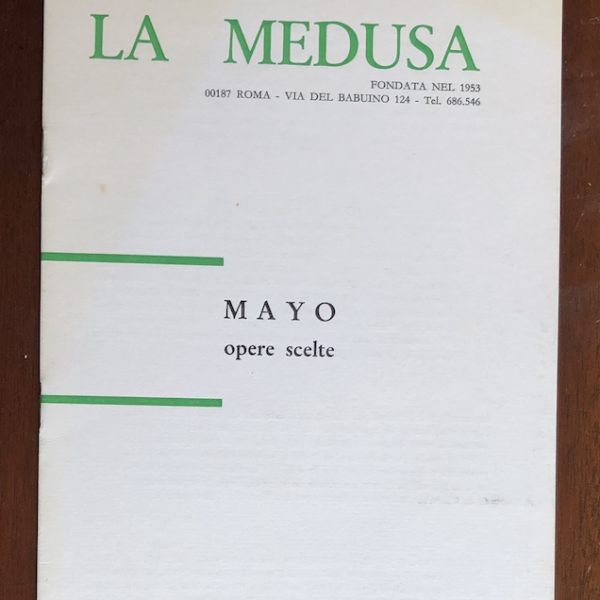 LA MEDUSA
FONDATA NEL 1953
00187 ROMA - VIA DEL BABUINO 124 - Tel. 686.546
MAYO
opere scelte